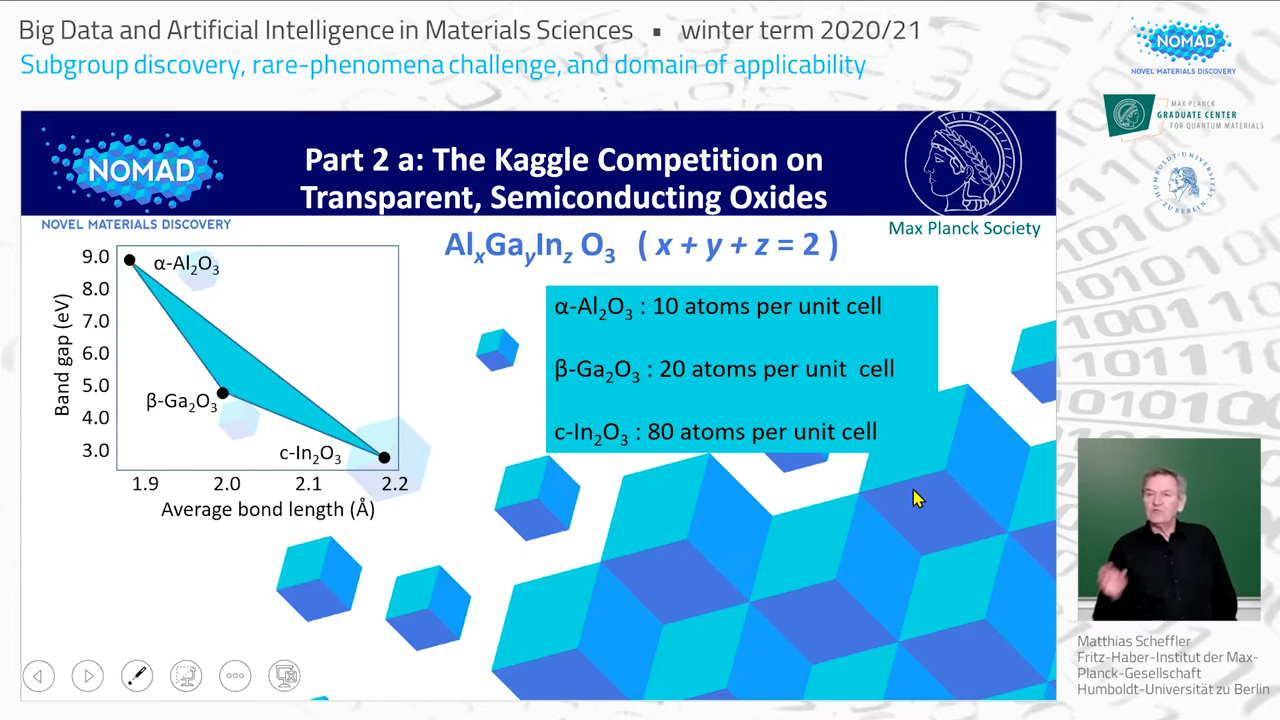 Big Data and Artificial Intelligence in Materials Sciences ▪ winter term 2020/21
Subgroup discovery, rare-phenomena challenge, and domain of applicability
NOMAD
NOVEL MATERIALS DISCOVERY
MAX PLANCK
GRADUATE CENTER
FOR QUANTUM MATERIALS
HUMBOLDT-UNIVERSITÄT ZU BERLIN
NOMAD
NOVEL MATERIALS DISCOVERY
Part 2 a: The Kaggle Competition on
Transparent, Semiconducting Oxides
Max Planck Society
AlₓGaᵧIn_z O₃ ( x + y + z = 2 )
Band gap (eV)
9.0
8.0
7.0
6.0
5.0
4.0
3.0
α-Al₂O₃
β-Ga₂O₃
c-In₂O₃
1.9 2.0 2.1 2.2
Average bond length (Å)
α-Al₂O₃ : 10 atoms per unit cell
β-Ga₂O₃ : 20 atoms per unit cell
c-In₂O₃ : 80 atoms per unit cell
Matthias Scheffler
Fritz-Haber-Institut der Max-
Planck-Gesellschaft
Humboldt-Universität zu Berlin